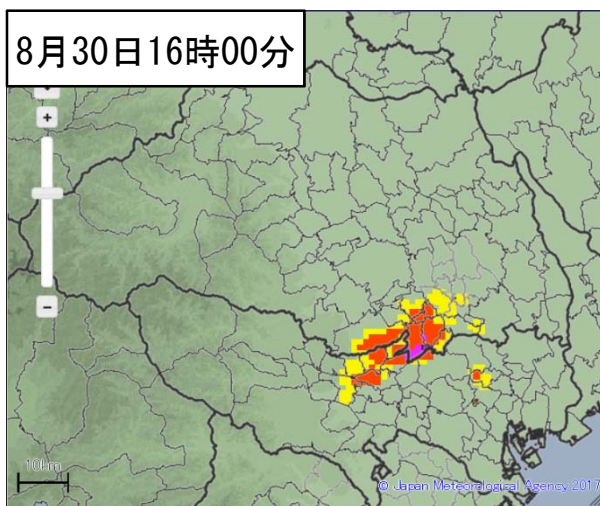 8月30日16時00分
+
−
10km
© Japan Meteorological Agency 2017